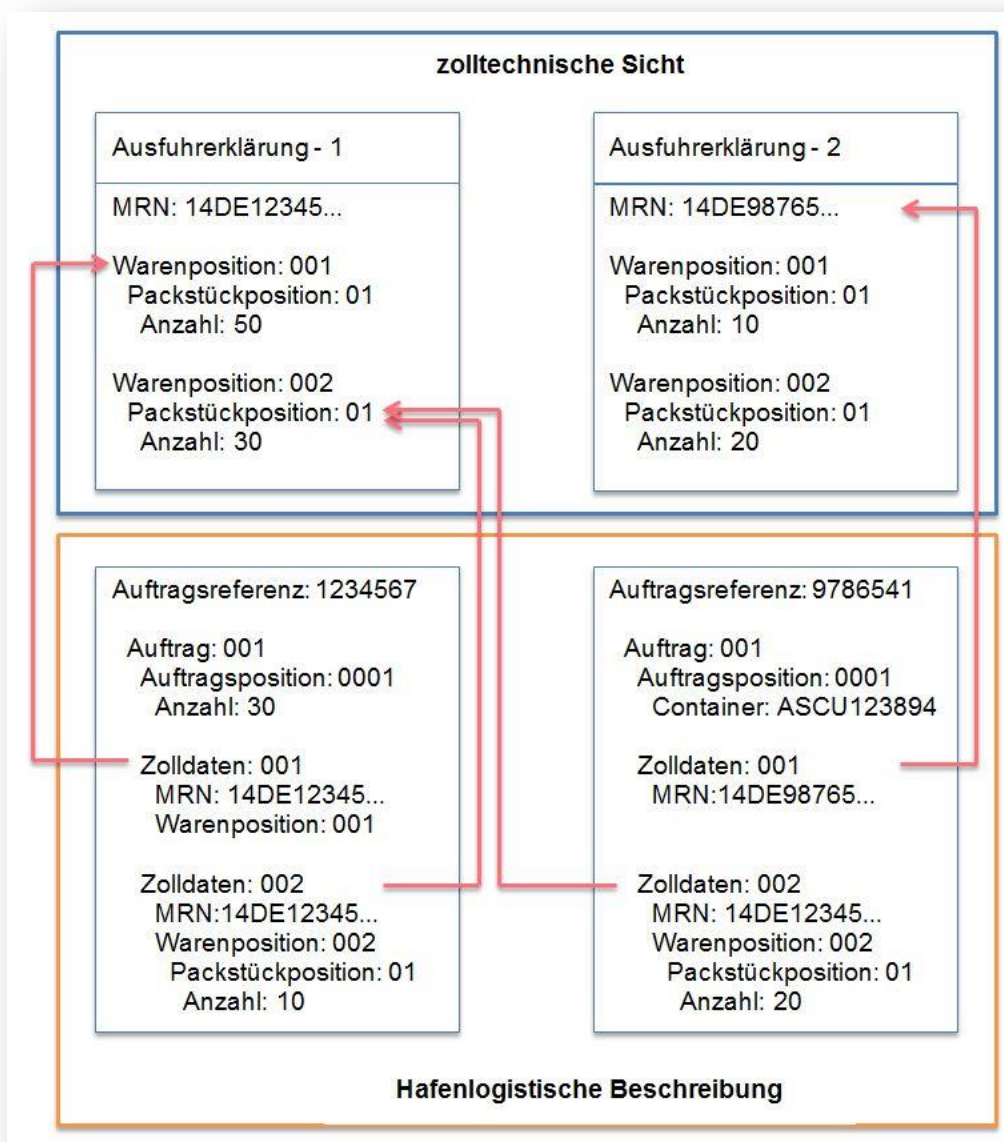 zolltechnische Sicht
Ausfuhrerklärung - 1
MRN: 14DE12345...
Warenposition: 001
Packstückposition: 01
Anzahl: 50
Warenposition: 002
Packstückposition: 01
Anzahl: 30
Ausfuhrerklärung - 2
MRN: 14DE98765...
Warenposition: 001
Packstückposition: 01
Anzahl: 10
Warenposition: 002
Packstückposition: 01
Anzahl: 20
Auftragsreferenz: 1234567
Auftrag: 001
Auftragsposition: 0001
Anzahl: 30
Zolldaten: 001
MRN: 14DE12345...
Warenposition: 001
Zolldaten: 002
MRN:14DE12345...
Warenposition: 002
Packstückposition: 01
Anzahl: 10
Auftragsreferenz: 9786541
Auftrag: 001
Auftragsposition: 0001
Container: ASCU123894
Zolldaten: 001
MRN:14DE98765...
Zolldaten: 002
MRN: 14DE12345...
Warenposition: 002
Packstückposition: 01
Anzahl: 20
Hafenlogistische Beschreibung